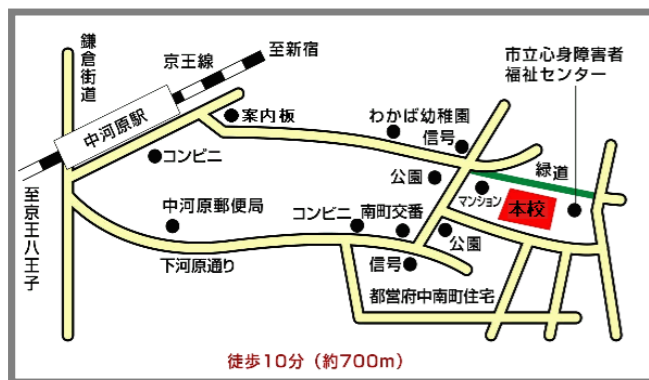 鎌倉街道
京王線
至新宿
市立心身障害者
福祉センター
中河原駅
案内板
わかば幼稚園
信号
コンビニ
公園
緑道
マンション
本校
至京王八王子
中河原郵便局
コンビニ
南町交番
公園
下河原通り
信号
都営府中南町住宅
徒歩10分（約700m）